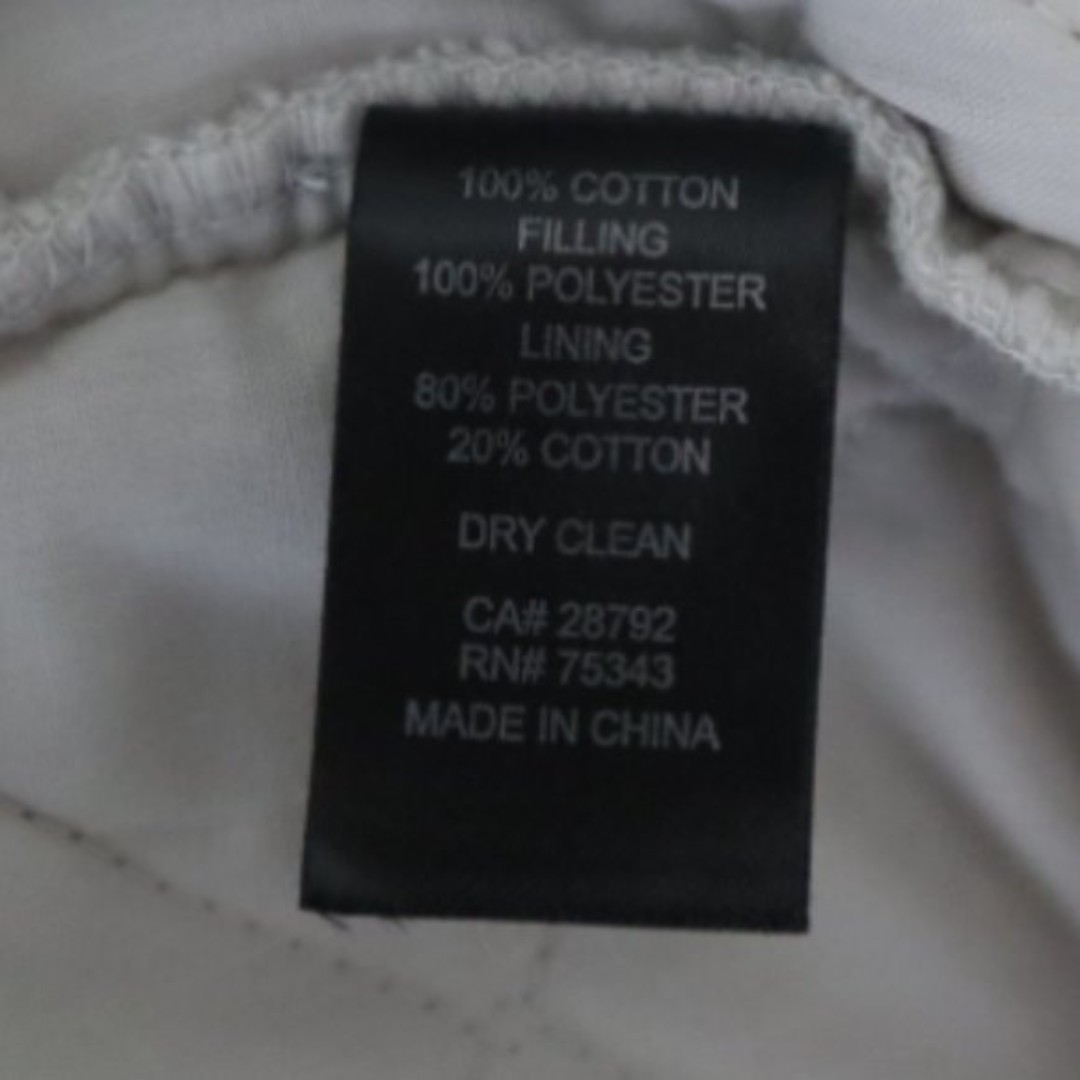 100% COTTON
FILLING
100% POLYESTER
LINING
80% POLYESTER
20% COTTON
DRY CLEAN
CA# 28792
RN# 75343
MADE IN CHINA